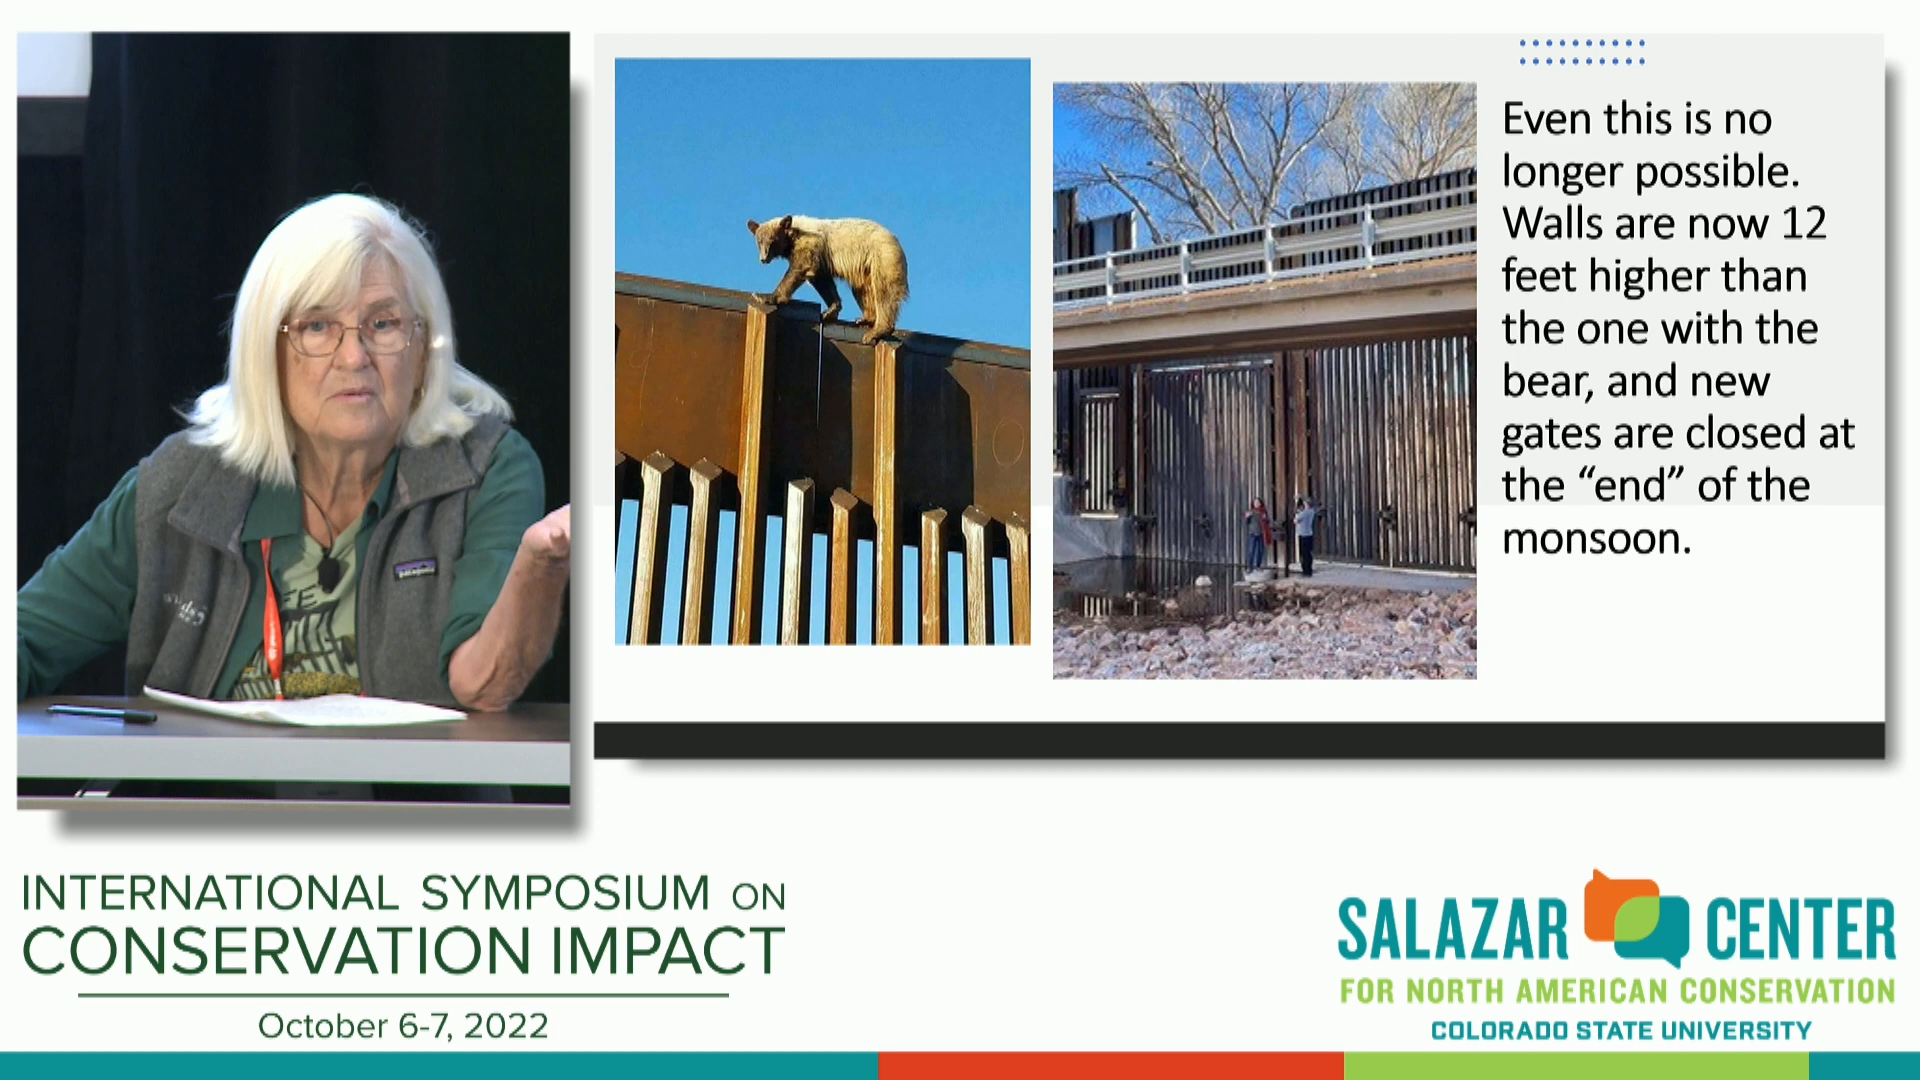 Even this is no
longer possible.
Walls are now 12
feet higher than
the one with the
bear, and new
gates are closed at
the “end” of the
monsoon.
patagonia
INTERNATIONAL SYMPOSIUM ON
CONSERVATION IMPACT
October 6-7, 2022
SALAZAR CENTER
FOR NORTH AMERICAN CONSERVATION
COLORADO STATE UNIVERSITY